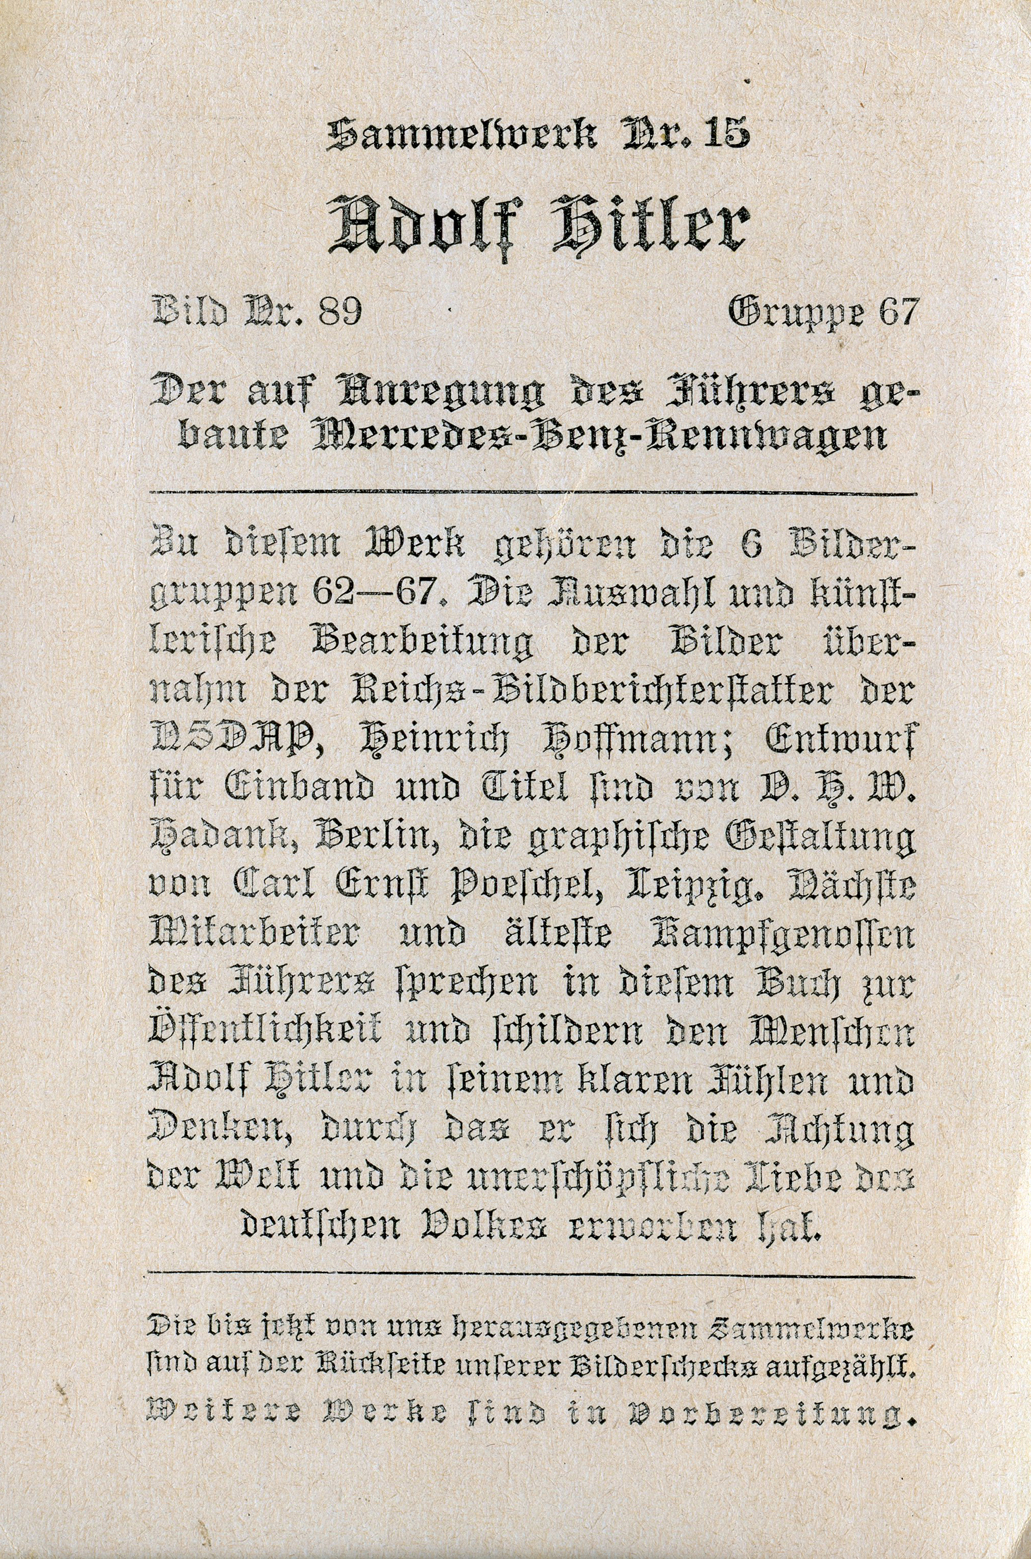 Sammelwerk Nr. 15
Adolf Hitler
Bild Nr. 89 Gruppe 67
Der auf Anregung des Führers ge-
baute Mercedes-Benz-Rennwagen
Zu diesem Werk gehören die 6 Bilder-
gruppen 62—67. Die Auswahl und künst-
lerische Bearbeitung der Bilder über-
nahm der Reichs-Bildberichterstatter der
NSDAP, Heinrich Hoffmann; Entwurf
für Einband und Titel sind von O. H. W.
Hadank, Berlin, die graphische Gestaltung
von Carl Ernst Poeschel, Leipzig. Nächste
Mitarbeiter und älteste Kampfgenossen
des Führers sprechen in diesem Buch zur
Öffentlichkeit und schildern den Menschen
Adolf Hitler in seinem klaren Fühlen und
Denken, durch das er sich die Achtung
der Welt und die unerschöpfliche Liebe des
deutschen Volkes erworben hat.
Die bis jetzt von uns herausgegebenen Sammelwerke
sind auf der Rückseite unserer Bilderschecks aufgezählt.
Weitere Werke sind in Vorbereitung.